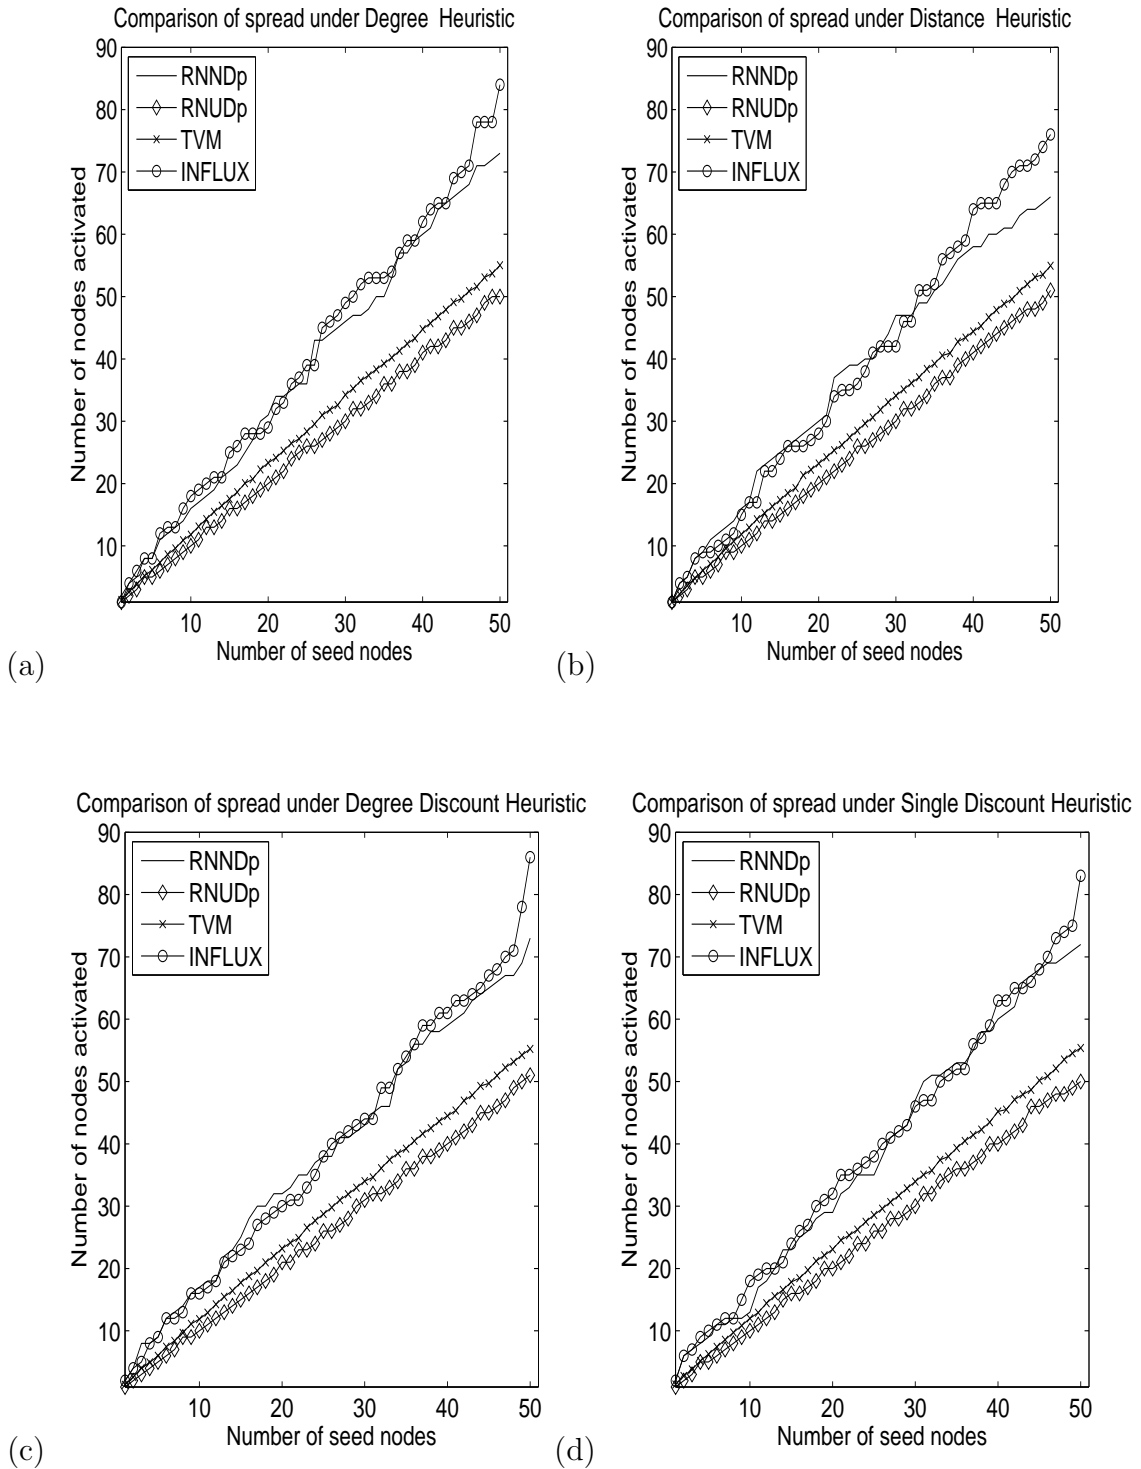 Comparison of spread under Degree Heuristic
90
80
70
60
50
40
30
20
10
RNNDp
RNUDp
TVM
INFLUX
Number of nodes activated
10 20 30 40 50
Number of seed nodes
(a)
Comparison of spread under Distance Heuristic
90
80
70
60
50
40
30
20
10
RNNDp
RNUDp
TVM
INFLUX
Number of nodes activated
10 20 30 40 50
Number of seed nodes
(b)
Comparison of spread under Degree Discount Heuristic
90
80
70
60
50
40
30
20
10
RNNDp
RNUDp
TVM
INFLUX
Number of nodes activated
10 20 30 40 50
Number of seed nodes
(c)
Comparison of spread under Single Discount Heuristic
90
80
70
60
50
40
30
20
10
RNNDp
RNUDp
TVM
INFLUX
Number of nodes activated
10 20 30 40 50
Number of seed nodes
(d)